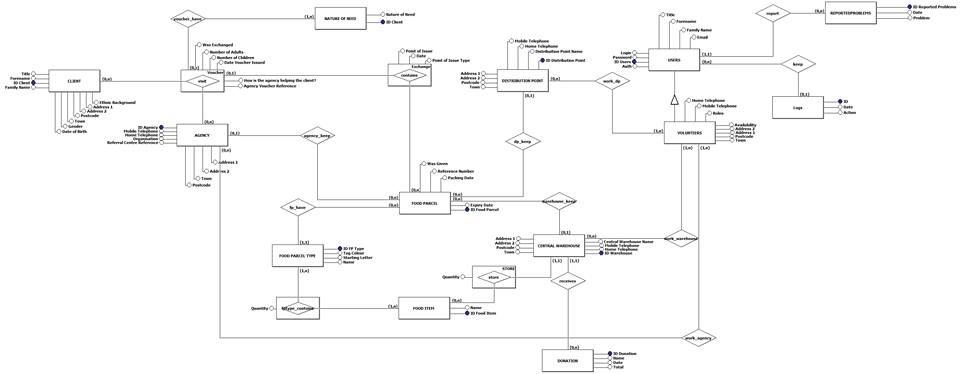 voucher_have
(1,n)
NATURE OF NEED
Nature of Need
ID Client
Title
Forename
Family Name
Email
report
(0,n)
REPORTEDPROBLEMS
ID Reported Problems
Date
Problem
Was Exchanged
Number of Adults
Number of Children
Date Voucher Issued
Point of Issue
Date
Point of Issue Type
Mobile Telephone
Home Telephone
Distribution Point Name
ID Distribution Point
Login
Password
ID Users
Auth
USERS
(1,1)
(0,n)
keep
Title
Forename
ID Client
Family Name
CLIENT
(0,n)
(0,n)
Voucher
visit
(0,1)
How is the agency helping the client?
Agency Voucher Reference
Exchange
contains
Address 1
Address 2
Postcode
Town
DISTRIBUTION POINT
(0,n)
work_dp
(0,1)
Ethnic Background
Address 1
Address 2
Postcode
Town
Gender
Date of Birth
(0,n)
Logs
ID
Date
Action
Home Telephone
Mobile Telephone
Roles
(0,n)
ID Agency
Mobile Telephone
Home Telephone
Organisation
Referral Centre Reference
AGENCY
(0,1)
agency_keep
(0,n)
dp_keep
(1,n)
VOLUNTEERS
Availability
Address 2
Address 1
Postcode
Town
(1,n)
(1,n)
Address 1
Address 2
Town
Postcode
Was Given
Reference Number
Packing Date
(0,n)
fp_have
(0,n)
(0,n)
FOOD PARCEL
(0,n)
(0,n)
Expiry Date
ID Food Parcel
warehouse_keep
(0,1)
(1,1)
FOOD PARCEL TYPE
ID FP Type
Tag Colour
Starting Letter
Name
(1,n)
Address 1
Address 2
Postcode
Town
CENTRAL WAREHOUSE
(0,n)
Central Warehouse Name
Mobile Telephone
Home Telephone
ID Warehouse
work_warehouse
(1,1)
(1,1)
STORE
Quantity
store
receives
Quantity
fptype_contains
(1,n)
FOOD ITEM
(0,n)
Name
ID Food Item
work_agency
(0,n)
DONATION
ID Donation
Name
Date
Total